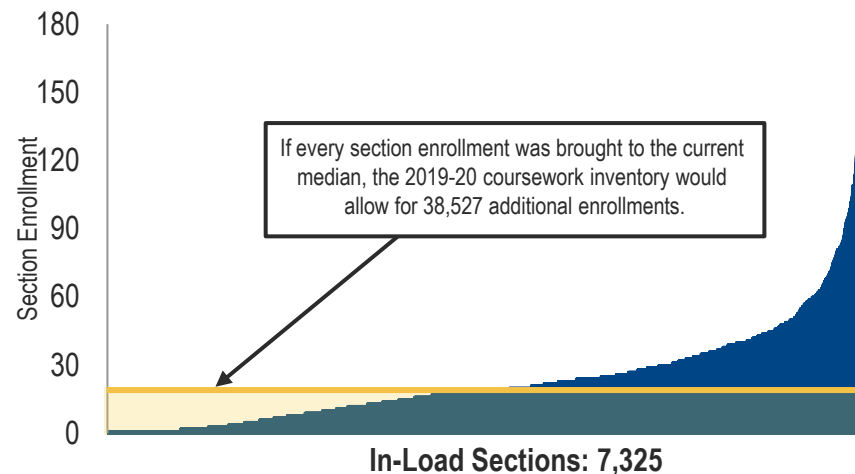 180
150
120
90
60
30
0
Section Enrollment
If every section enrollment was brought to the current
median, the 2019-20 coursework inventory would
allow for 38,527 additional enrollments.
In-Load Sections: 7,325